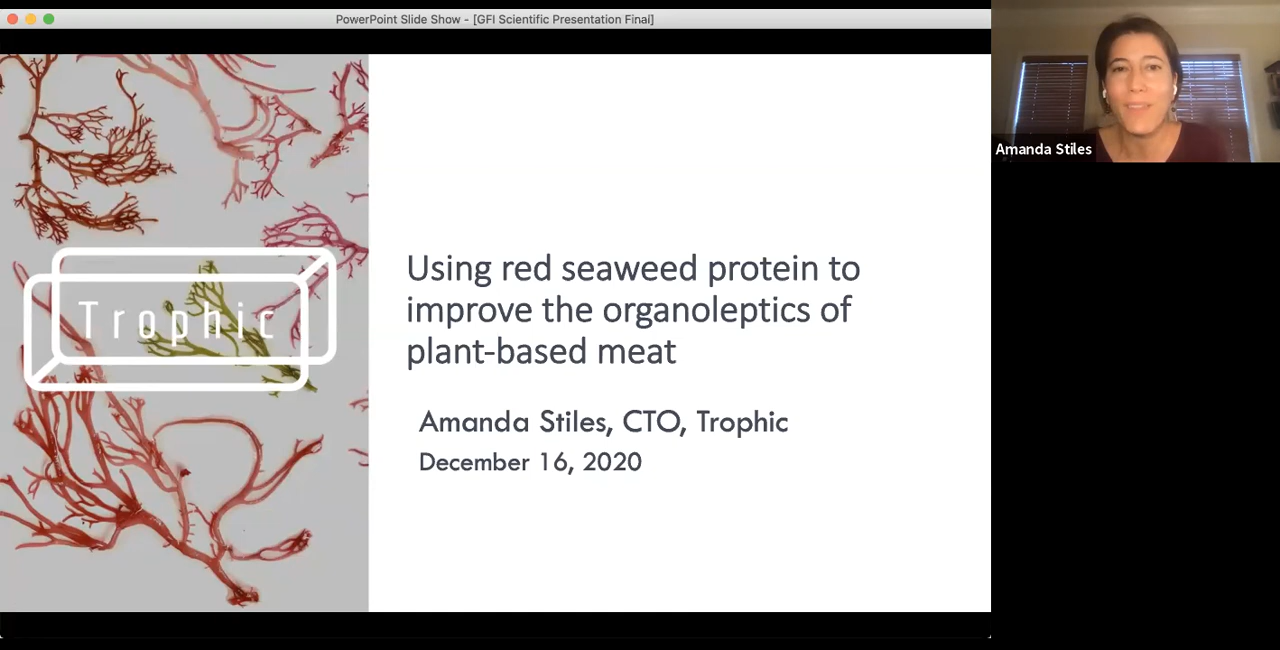 PowerPoint Slide Show - [GFI Scientific Presentation Final]
Amanda Stiles
Trophic
Using red seaweed protein to
improve the organoleptics of
plant-based meat
Amanda Stiles, CTO, Trophic
December 16, 2020